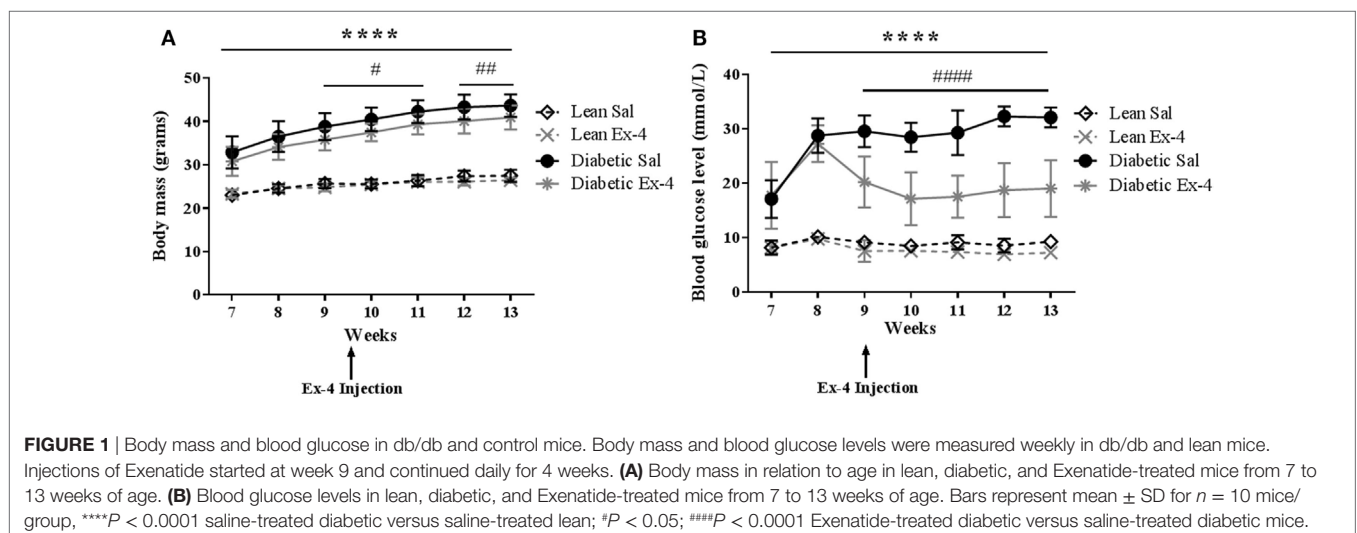 A
****
# ##
50
40
30
20
10
0
Body mass (grams)
7 8 9 10 11 12 13
Weeks
Ex-4 Injection
Lean Sal
Lean Ex-4
Diabetic Sal
Diabetic Ex-4
B
****
####
40
30
20
10
0
Blood glucose level (mmol/L)
7 8 9 10 11 12 13
Weeks
Ex-4 Injection
Lean Sal
Lean Ex-4
Diabetic Sal
Diabetic Ex-4
FIGURE 1 | Body mass and blood glucose in db/db and control mice. Body mass and blood glucose levels were measured weekly in db/db and lean mice.
Injections of Exenatide started at week 9 and continued daily for 4 weeks. (A) Body mass in relation to age in lean, diabetic, and Exenatide-treated mice from 7 to
13 weeks of age. (B) Blood glucose levels in lean, diabetic, and Exenatide-treated mice from 7 to 13 weeks of age. Bars represent mean ± SD for n = 10 mice/
group, ****P < 0.0001 saline-treated diabetic versus saline-treated lean; #P < 0.05; ####P < 0.0001 Exenatide-treated diabetic versus saline-treated diabetic mice.